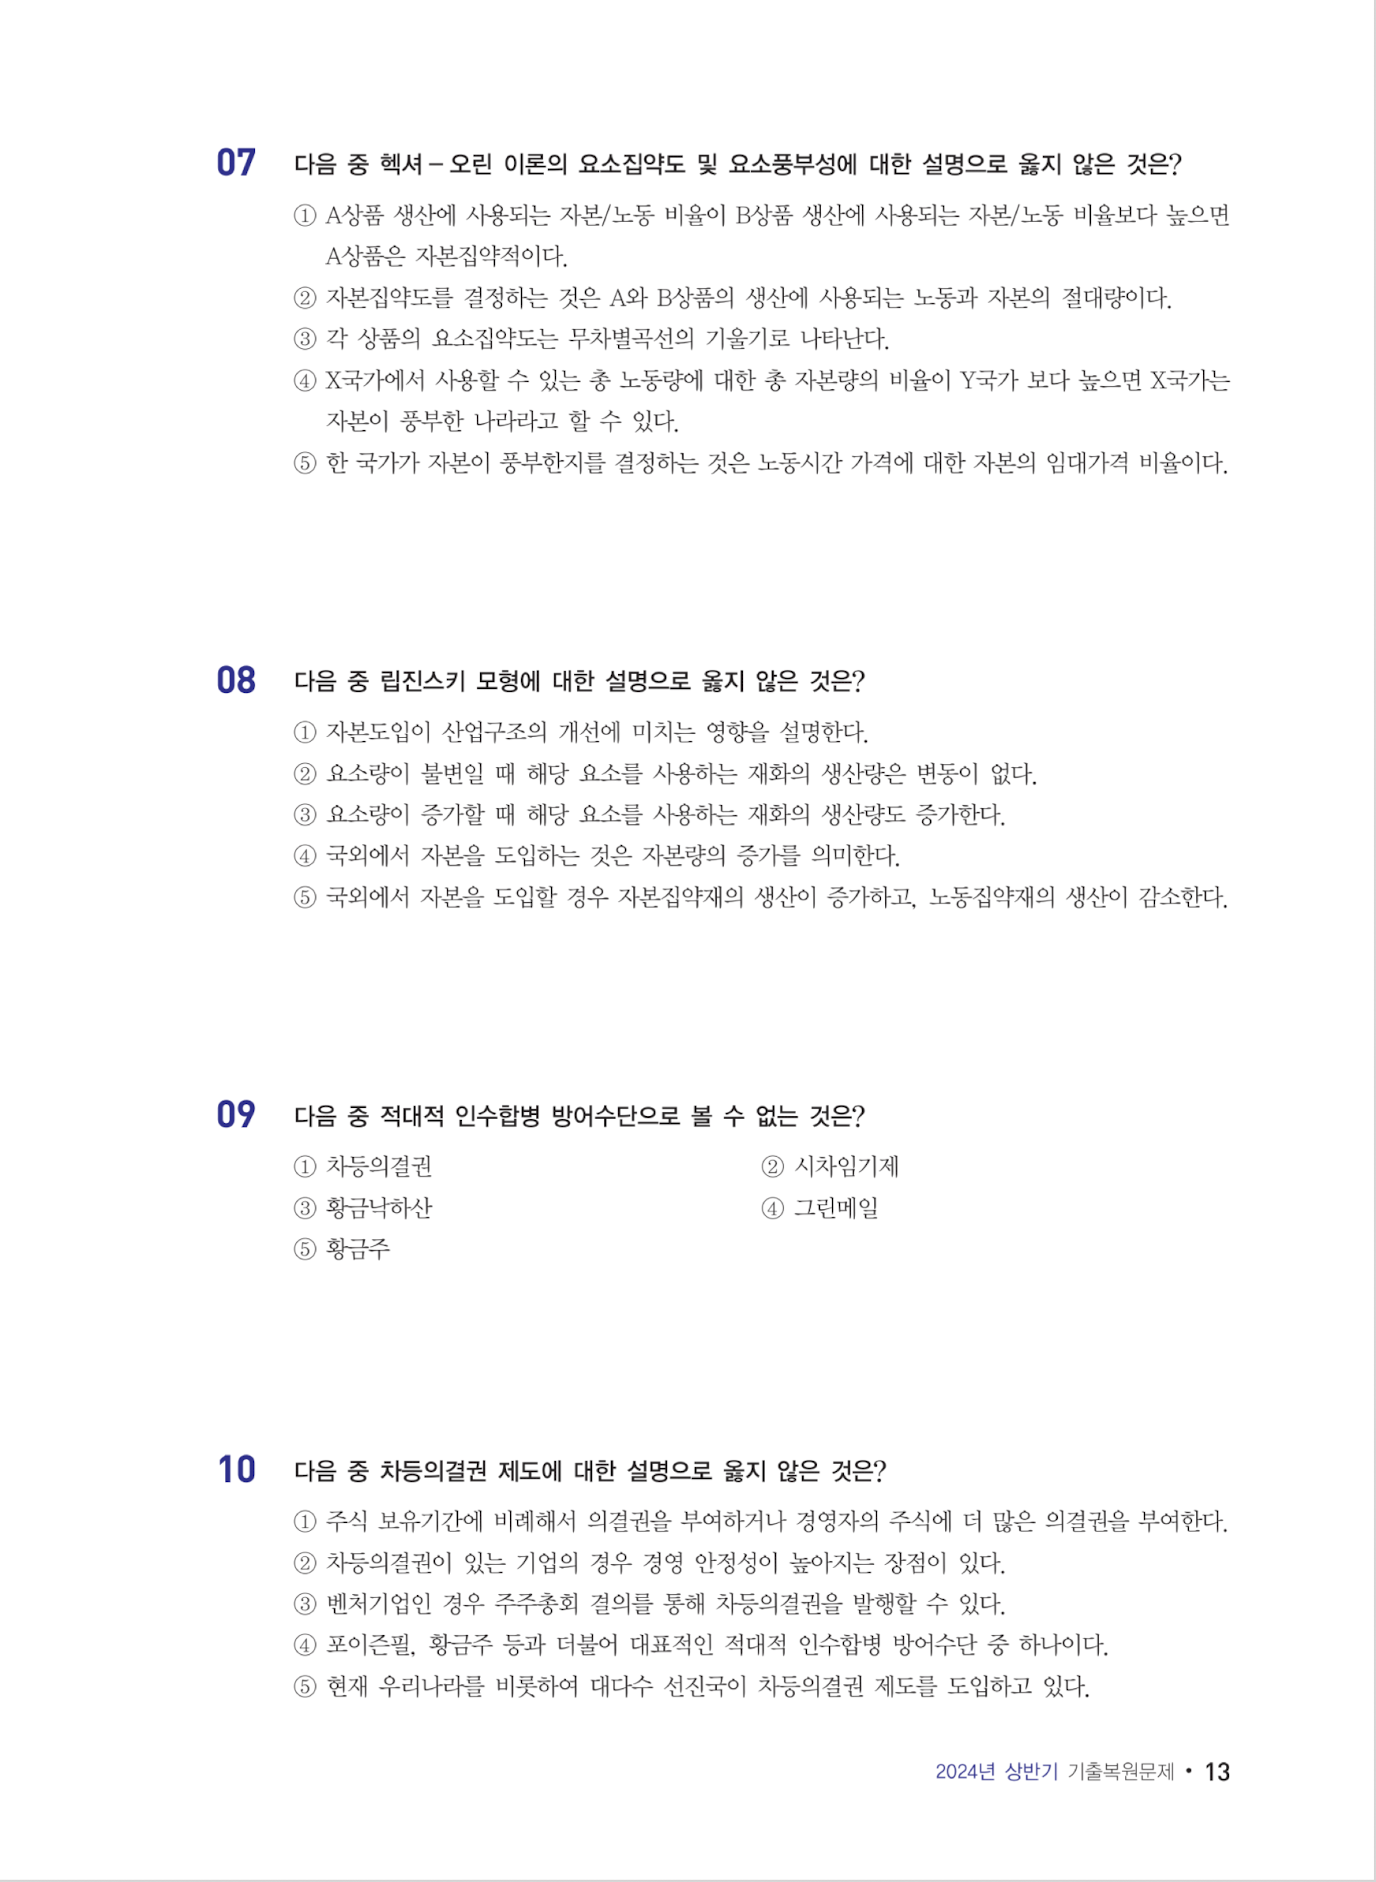 07 다음 중 헥셔-오린 이론의 요소집약도 및 요소풍부성에 대한 설명으로 옳지 않은 것은?
① A상품 생산에 사용되는 자본/노동 비율이 B상품 생산에 사용되는 자본/노동 비율보다 높으면
A상품은 자본집약적이다.
② 자본집약도를 결정하는 것은 A와 B상품의 생산에 사용되는 노동과 자본의 절대량이다.
③ 각 상품의 요소집약도는 무차별곡선의 기울기로 나타난다.
④ X국가에서 사용할 수 있는 총 노동량에 대한 총 자본량의 비율이 Y국가 보다 높으면 X국가는
자본이 풍부한 나라라고 할 수 있다.
⑤ 한 국가가 자본이 풍부한지를 결정하는 것은 노동시간 가격에 대한 자본의 임대가격 비율이다.
08 다음 중 립진스키 모형에 대한 설명으로 옳지 않은 것은?
① 자본도입이 산업구조의 개선에 미치는 영향을 설명한다.
② 요소량이 불변일 때 해당 요소를 사용하는 재화의 생산량은 변동이 없다.
③ 요소량이 증가할 때 해당 요소를 사용하는 재화의 생산량도 증가한다.
④ 국외에서 자본을 도입하는 것은 자본량의 증가를 의미한다.
⑤ 국외에서 자본을 도입할 경우 자본집약재의 생산이 증가하고, 노동집약재의 생산이 감소한다.
09 다음 중 적대적 인수합병 방어수단으로 볼 수 없는 것은?
① 차등의결권 ② 시차임기제
③ 황금낙하산 ④ 그린메일
⑤ 황금주
10 다음 중 차등의결권 제도에 대한 설명으로 옳지 않은 것은?
① 주식 보유기간에 비례해서 의결권을 부여하거나 경영자의 주식에 더 많은 의결권을 부여한다.
② 차등의결권이 있는 기업의 경우 경영 안정성이 높아지는 장점이 있다.
③ 벤처기업인 경우 주주총회 결의를 통해 차등의결권을 발행할 수 있다.
④ 포이즌필, 황금주 등과 더불어 대표적인 적대적 인수합병 방어수단 중 하나이다.
⑤ 현재 우리나라를 비롯하여 대다수 선진국이 차등의결권 제도를 도입하고 있다.
2024년 상반기 기출복원문제 • 13